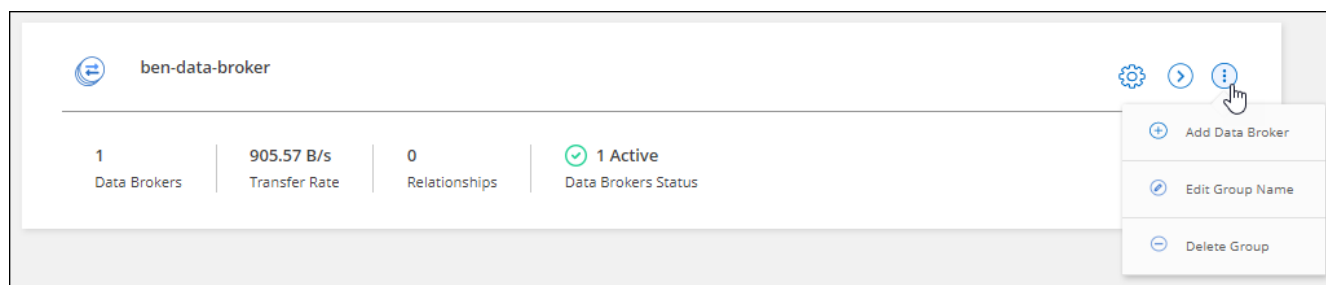 ben-data-broker
1 905.57 B/s 0 1 Active
Data Brokers Transfer Rate Relationships Data Brokers Status
Add Data Broker
Edit Group Name
Delete Group